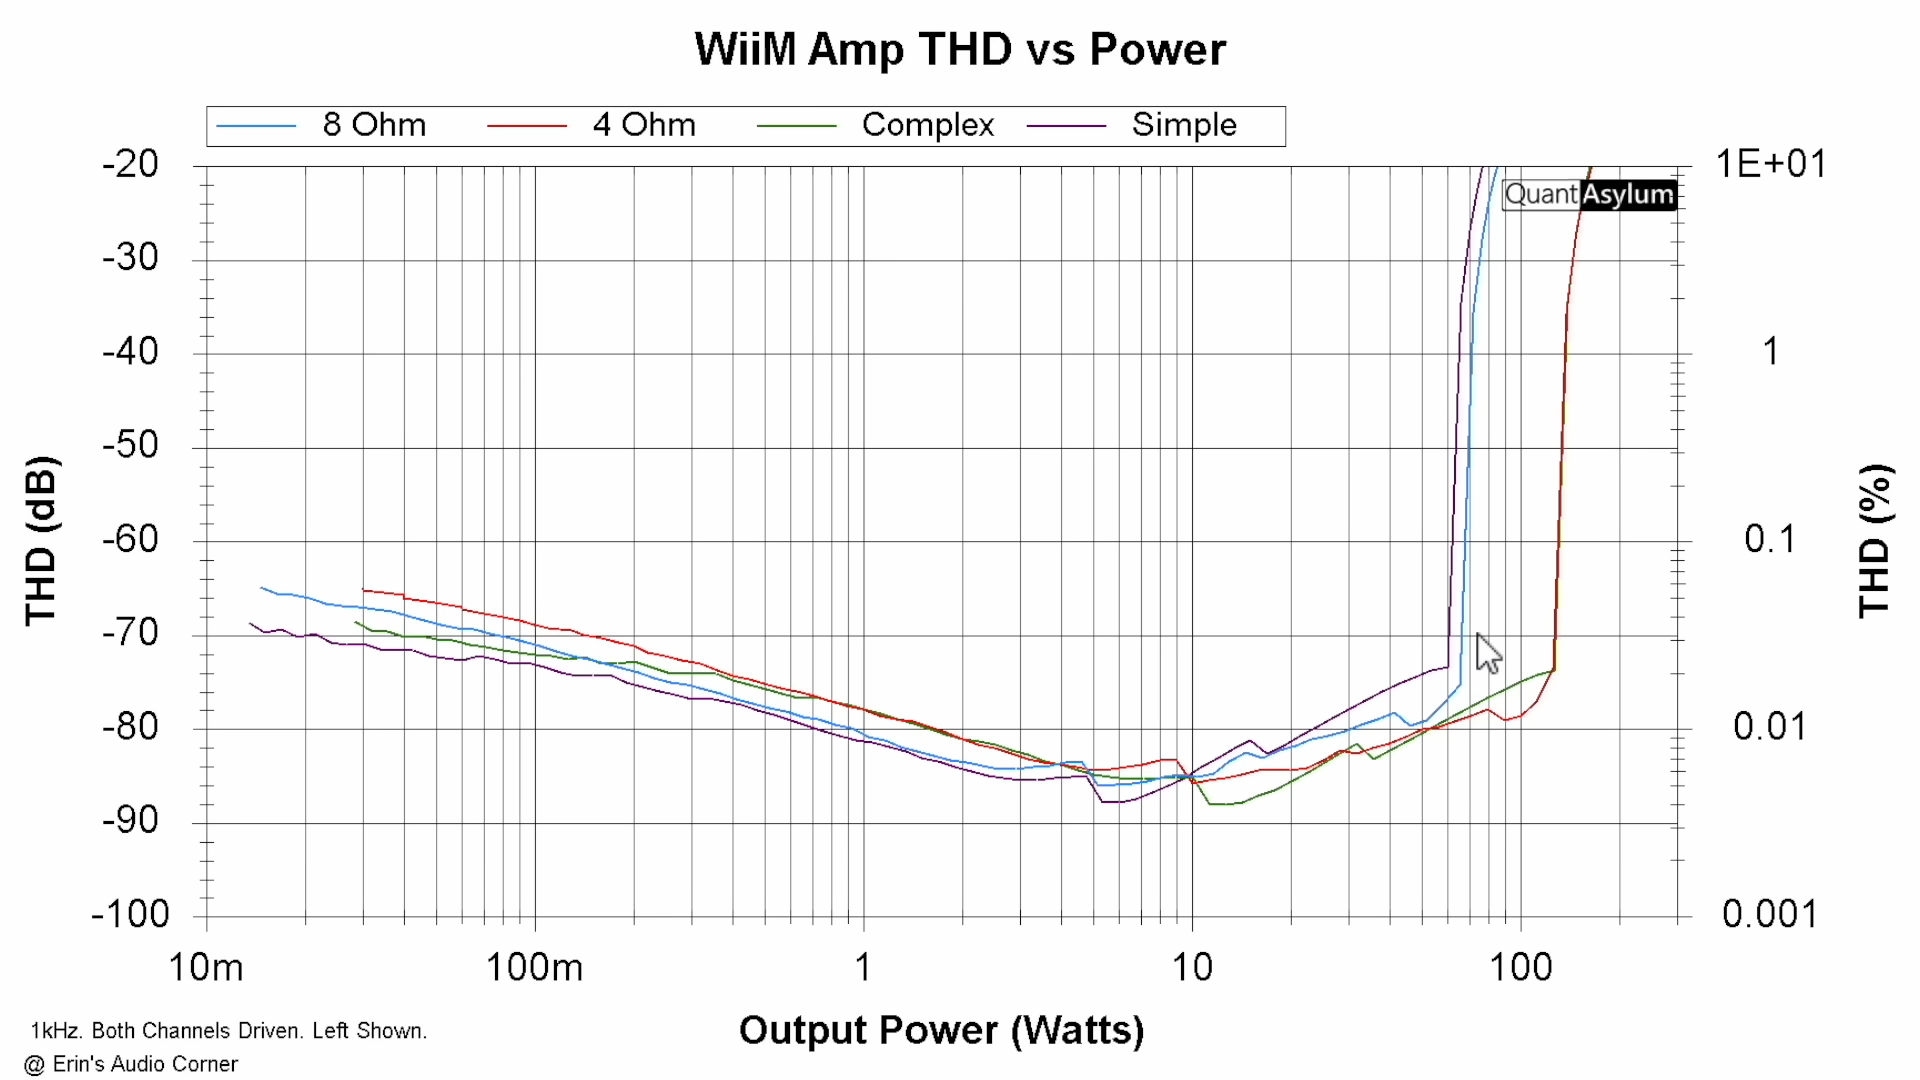 WiiM Amp THD vs Power
8 Ohm 4 Ohm Complex Simple
-20 1E+01
QuantAsylum
-30
-40 1
-50
THD (dB) THD (%)
-60 0.1
-70
-80 0.01
-90
-100 0.001
10m 100m 1 10 100
Output Power (Watts)
1kHz. Both Channels Driven. Left Shown.
@ Erin's Audio Corner